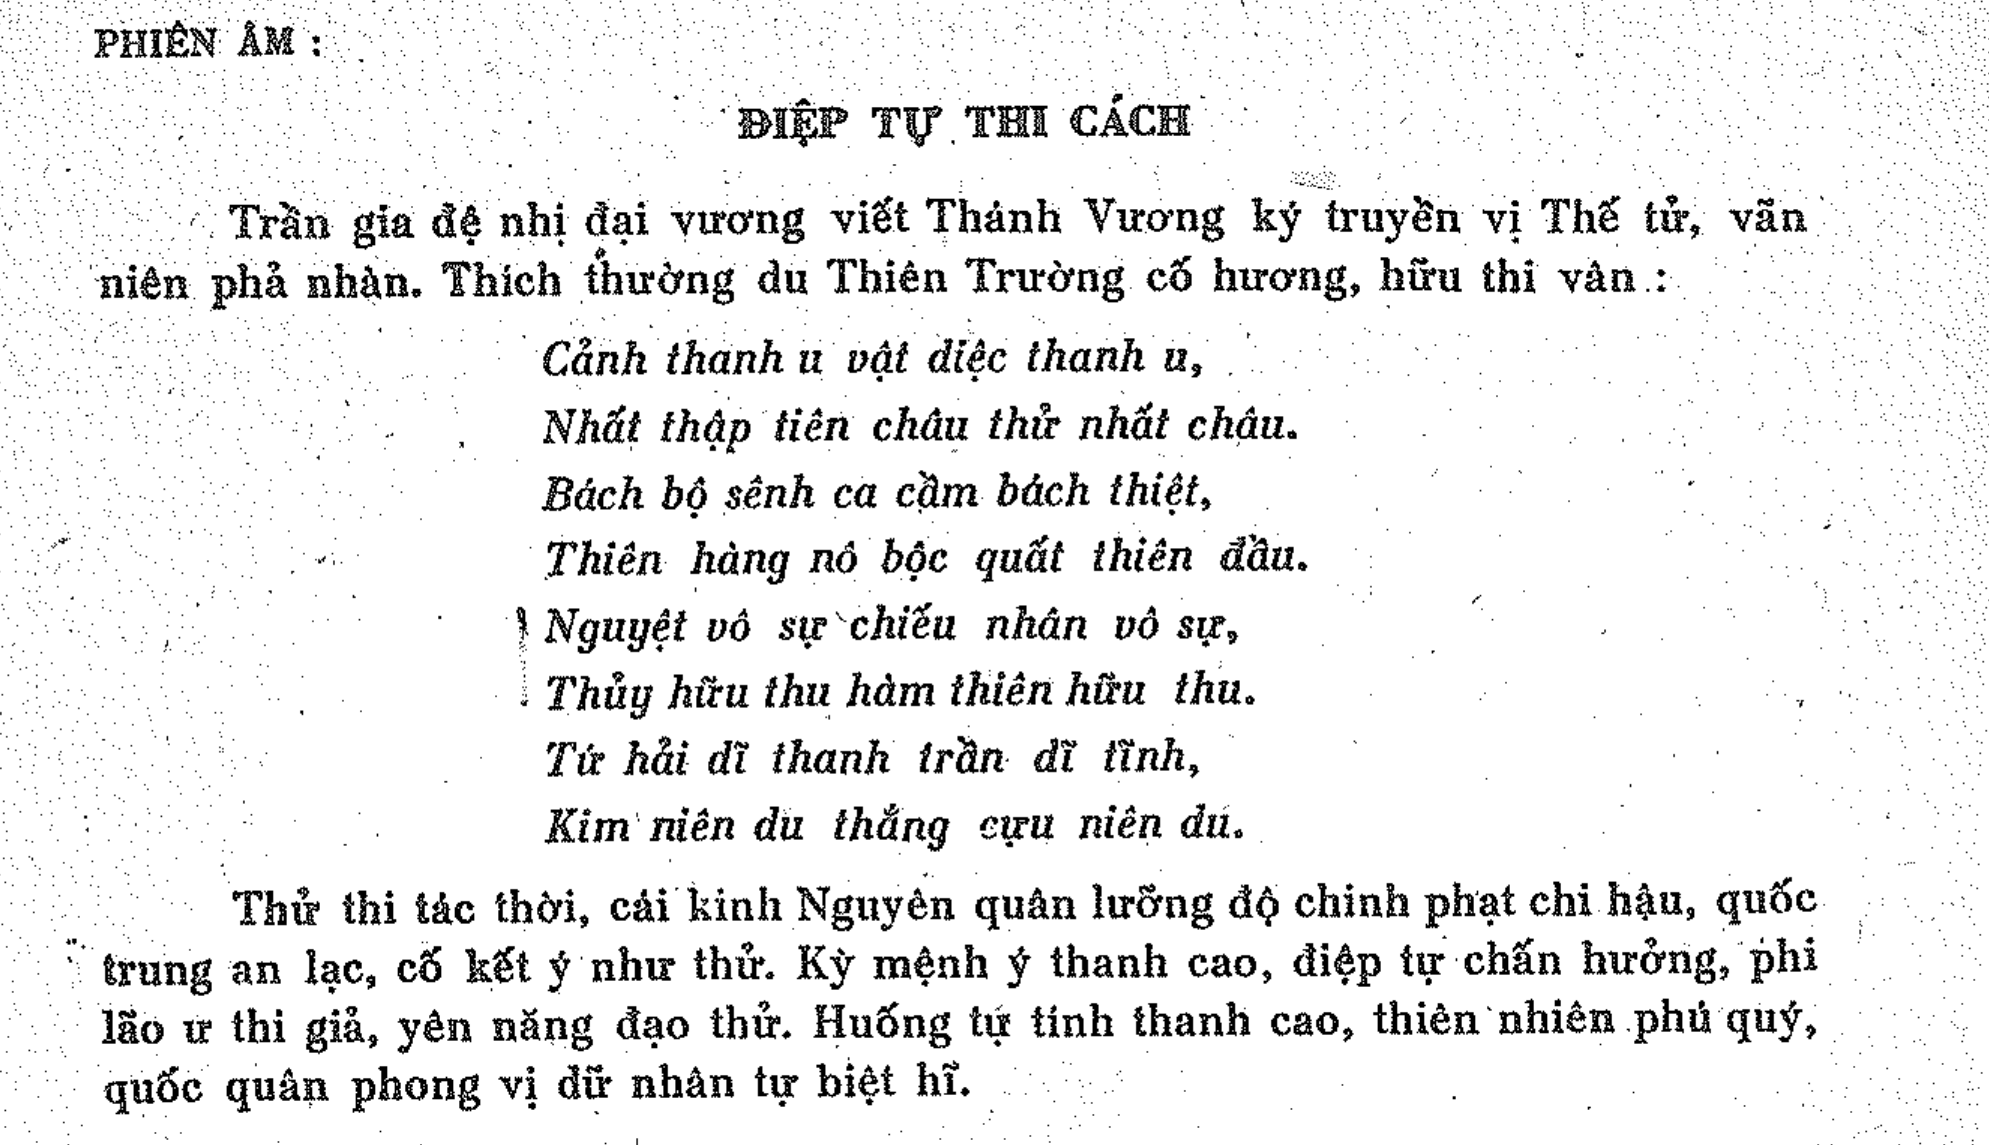 PHIÊN ÂM :
ĐIỆP TỰ THI CÁCH
Trần gia đệ nhị đại vương viết Thánh Vương ký truyền vị Thế tử, vãn
niên phả nhàn. Thích thường du Thiên Trường cố hương, hữu thi vân :
Cảnh thanh u vật diệc thanh u,
Nhất thập tiên châu thử nhất châu.
Bách bộ sênh ca cầm bách thiệt,
Thiên hàng nô bộc quất thiên đầu.
Nguyệt vô sự chiếu nhân vô sự,
Thủy hữu thu hàm thiên hữu thu.
Tứ hải dĩ thanh trần dĩ tĩnh,
Kim niên du thắng cựu niên du.
Thử thi tác thời, cái kinh Nguyên quân lưỡng độ chinh phạt chi hậu, quốc
trung an lạc, cố kết ý như thử. Kỳ mệnh ý thanh cao, điệp tự chấn hưởng, phi
lão ư thi giả, yên năng đạo thử. Huống tự tính thanh cao, thiên nhiên phú quý,
quốc quân phong vị dữ nhân tự biệt hĩ.